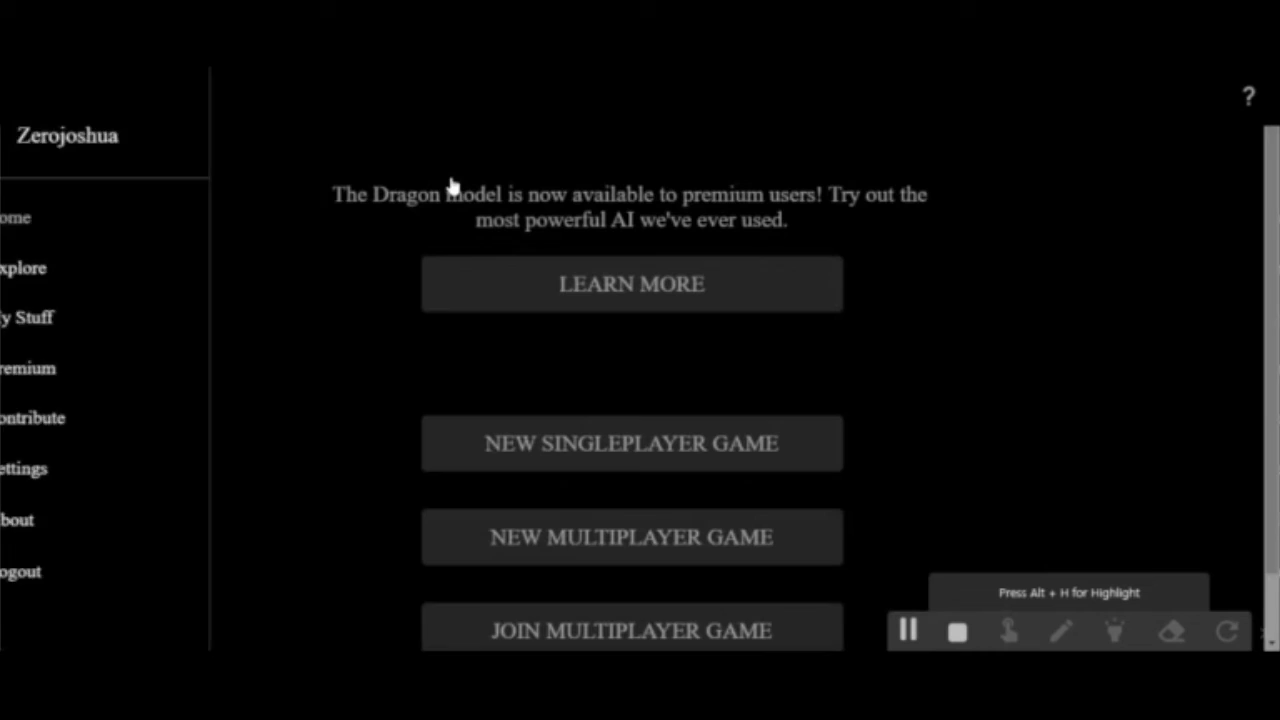 ?
Zerojoshua
ome
xplore
y Stuff
remium
ontribute
ettings
bout
ogout
The Dragon model is now available to premium users! Try out the
most powerful AI we've ever used.
LEARN MORE
NEW SINGLEPLAYER GAME
NEW MULTIPLAYER GAME
JOIN MULTIPLAYER GAME
Press Alt + H for Highlight